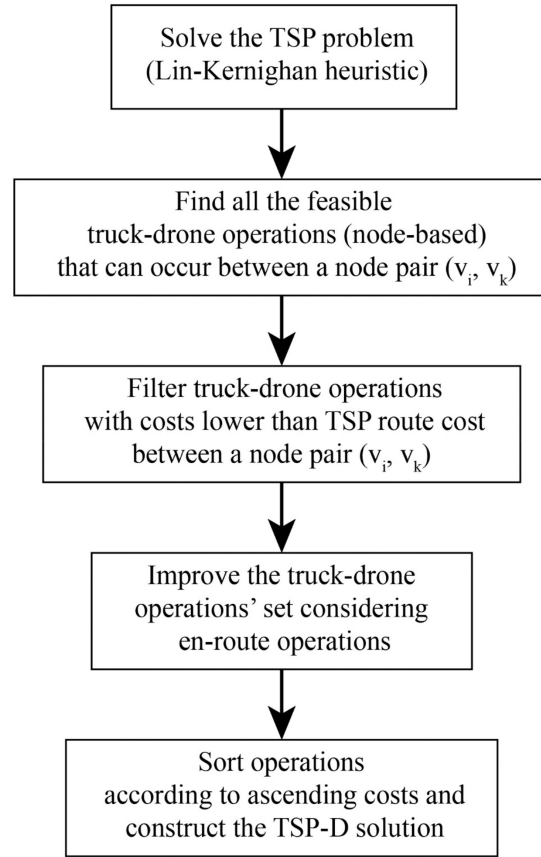 Solve the TSP problem
(Lin-Kernighan heuristic)
Find all the feasible
truck-drone operations (node-based)
that can occur between a node pair (vᵢ, vₖ)
Filter truck-drone operations
with costs lower than TSP route cost
between a node pair (vᵢ, vₖ)
Improve the truck-drone
operations’ set considering
en-route operations
Sort operations
according to ascending costs and
construct the TSP-D solution